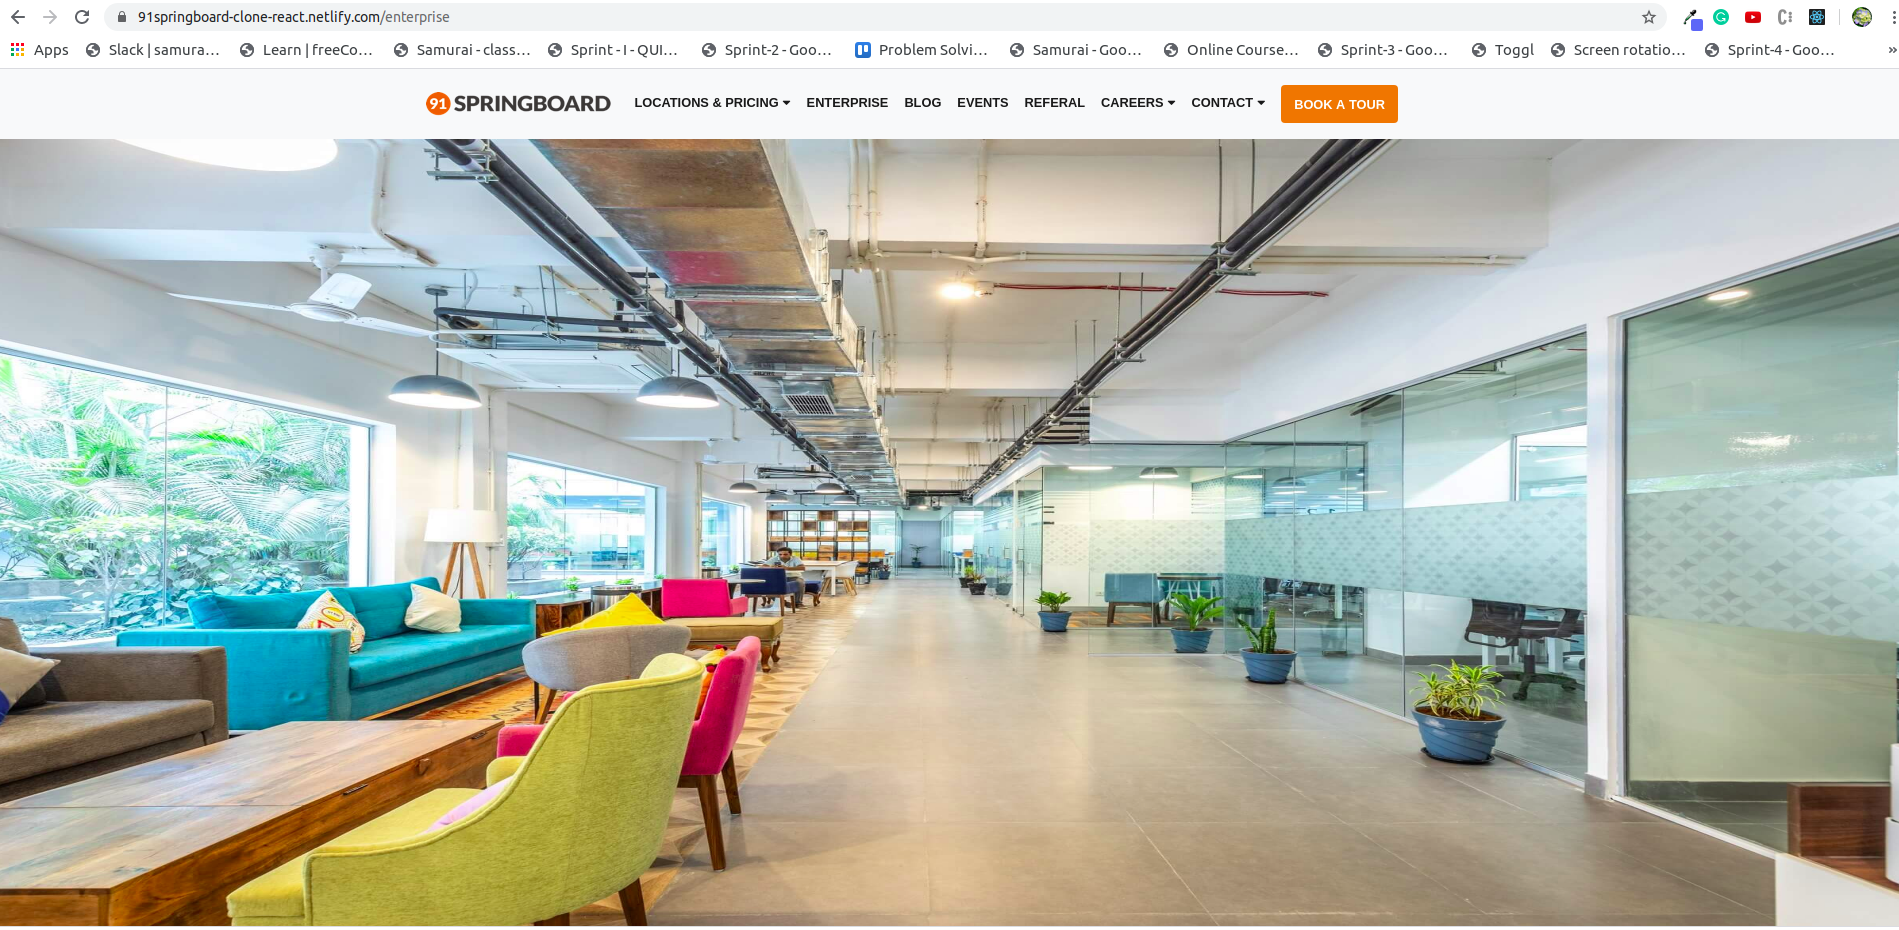 91springboard-clone-react.netlify.com/enterprise
Apps Slack | samura... Learn | freeCo... Samurai - class... Sprint - I - QUI... Sprint-2 - Goo... Problem Solvi... Samurai - Goo... Online Course... Sprint-3 - Goo... Toggl Screen rotatio... Sprint-4 - Goo... »
91 SPRINGBOARD LOCATIONS & PRICING ENTERPRISE BLOG EVENTS REFERAL CAREERS CONTACT BOOK A TOUR